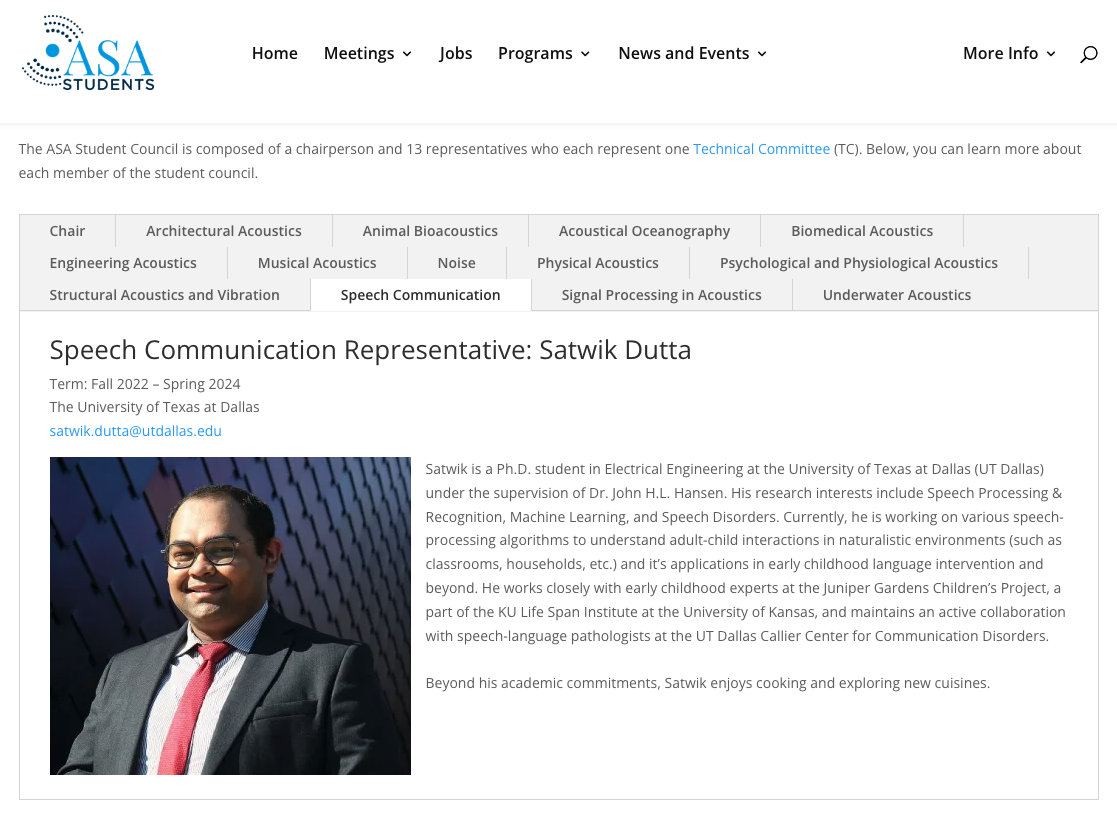 ASA
STUDENTS
Home Meetings Jobs Programs News and Events More Info
The ASA Student Council is composed of a chairperson and 13 representatives who each represent one Technical Committee (TC). Below, you can learn more about
each member of the student council.
Chair Architectural Acoustics Animal Bioacoustics Acoustical Oceanography Biomedical Acoustics
Engineering Acoustics Musical Acoustics Noise Physical Acoustics Psychological and Physiological Acoustics
Structural Acoustics and Vibration Speech Communication Signal Processing in Acoustics Underwater Acoustics
Speech Communication Representative: Satwik Dutta
Term: Fall 2022 – Spring 2024
The University of Texas at Dallas
satwik.dutta@utdallas.edu
Satwik is a Ph.D. student in Electrical Engineering at the University of Texas at Dallas (UT Dallas)
under the supervision of Dr. John H.L. Hansen. His research interests include Speech Processing &
Recognition, Machine Learning, and Speech Disorders. Currently, he is working on various speech-
processing algorithms to understand adult-child interactions in naturalistic environments (such as
classrooms, households, etc.) and it’s applications in early childhood language intervention and
beyond. He works closely with early childhood experts at the Juniper Gardens Children’s Project, a
part of the KU Life Span Institute at the University of Kansas, and maintains an active collaboration
with speech-language pathologists at the UT Dallas Callier Center for Communication Disorders.
Beyond his academic commitments, Satwik enjoys cooking and exploring new cuisines.